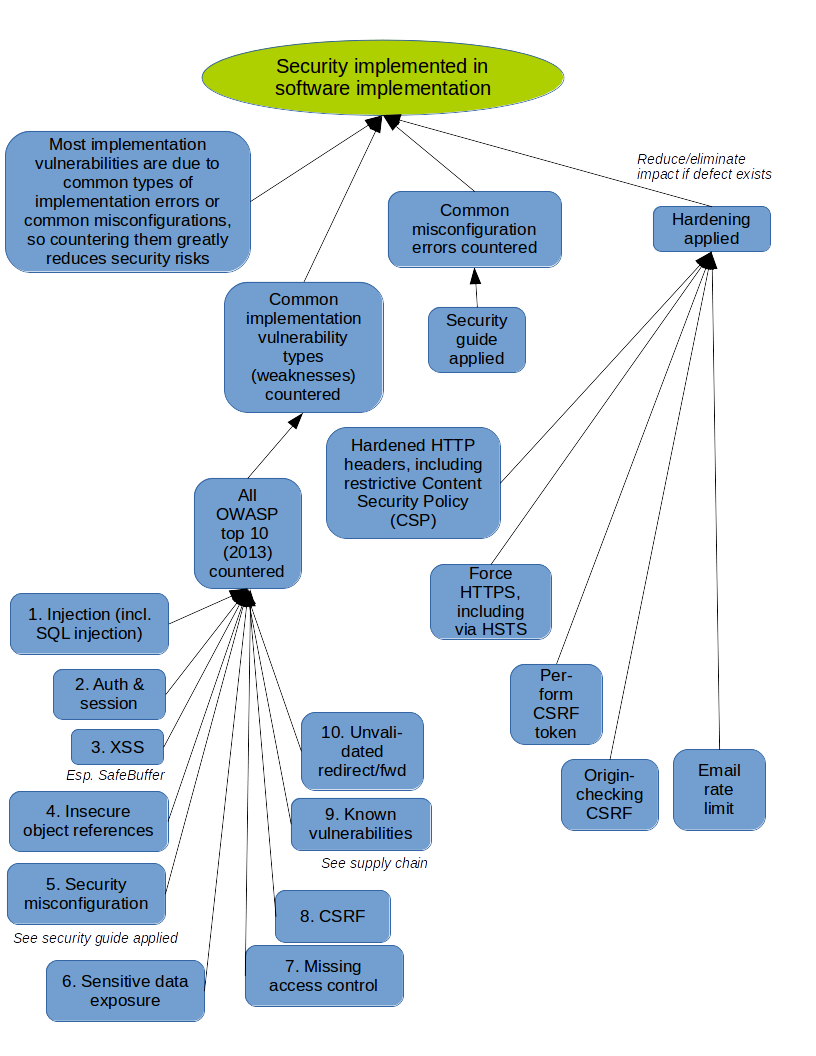 Security implemented in
software implementation
Most implementation
vulnerabilities are due to
common types of
implementation errors or
common misconfigurations,
so countering them greatly
reduces security risks
Reduce/eliminate
impact if defect exists
Common
misconfiguration
errors countered
Hardening
applied
Common
implementation
vulnerability
types
(weaknesses)
countered
Security
guide
applied
Hardened HTTP
headers, including
restrictive Content
Security Policy
(CSP)
All
OWASP
top 10
(2013)
countered
Force
HTTPS,
including
via HSTS
1. Injection (incl.
SQL injection)
2. Auth &
session
3. XSS
Esp. SafeBuffer
4. Insecure
object references
5. Security
misconfiguration
See security guide applied
6. Sensitive data
exposure
10. Unvali-
dated
redirect/fwd
9. Known
vulnerabilities
See supply chain
8. CSRF
7. Missing
access control
Per-
form
CSRF
token
Origin-
checking
CSRF
Email
rate
limit